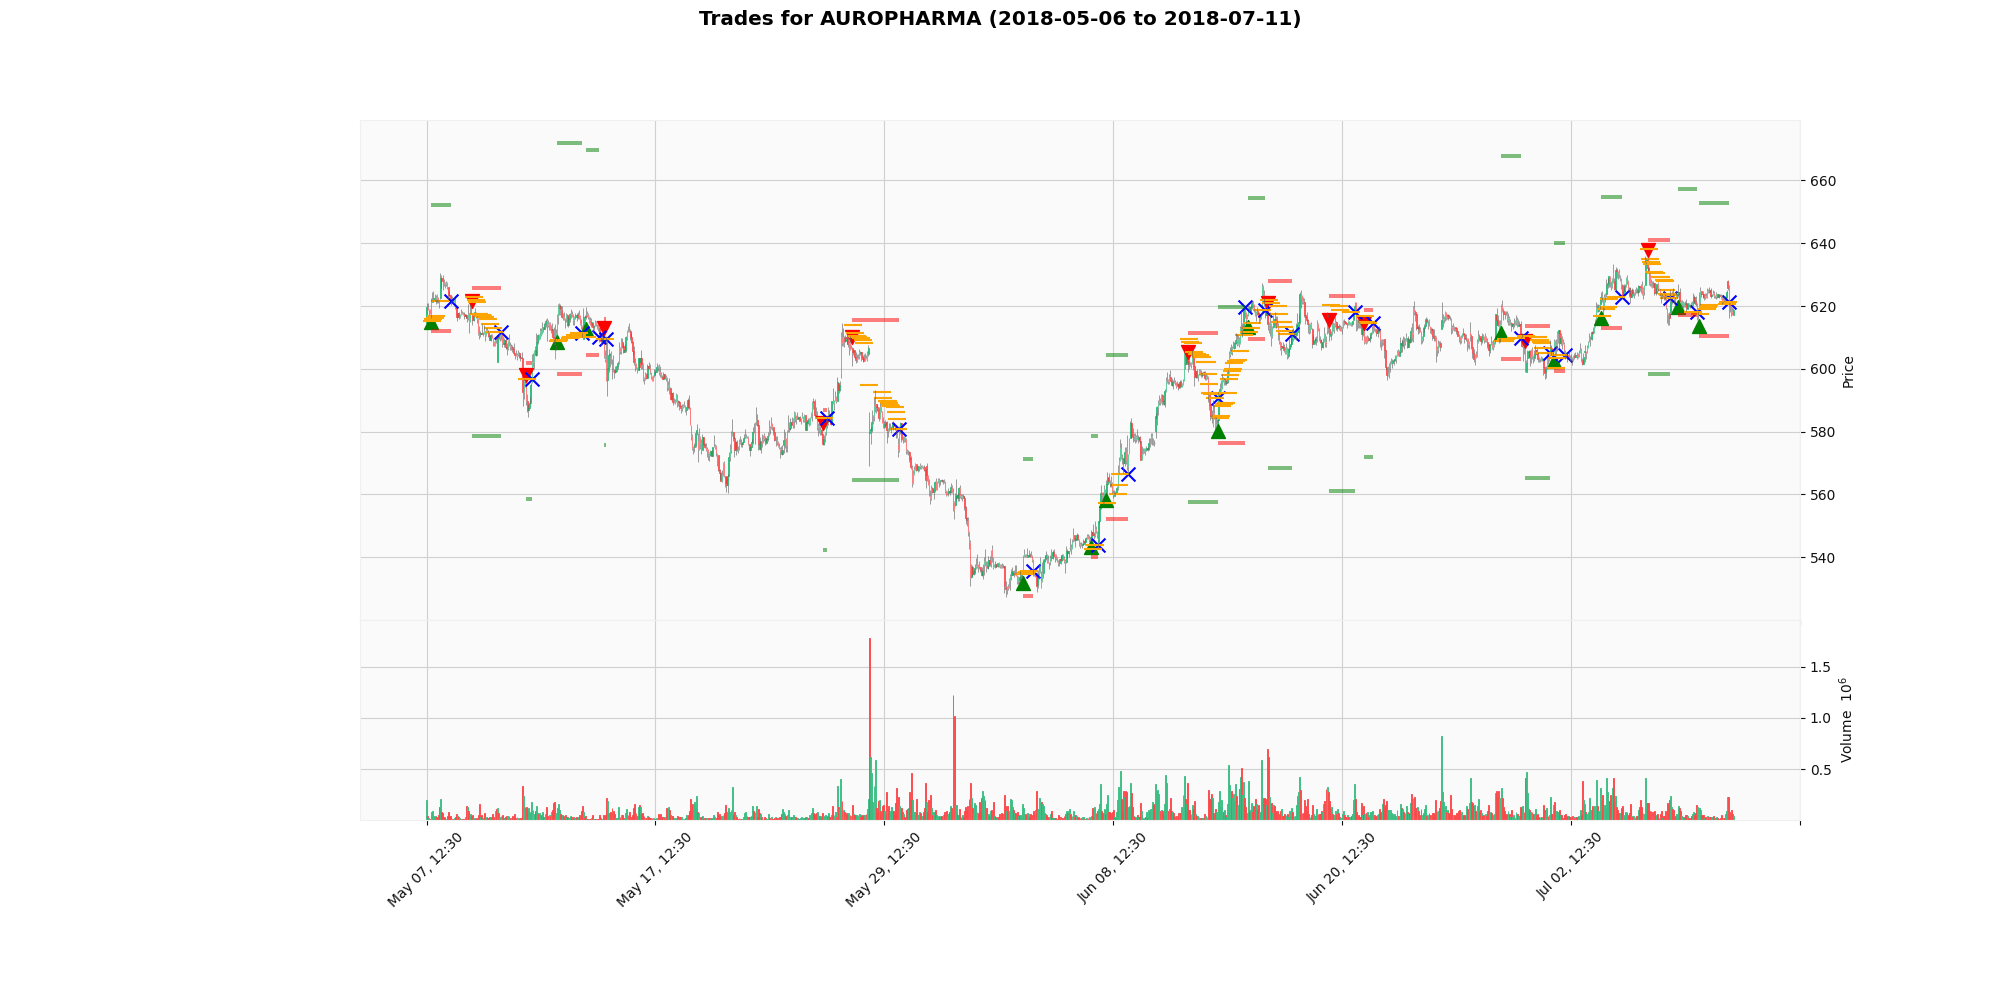 Trades for AUROPHARMA (2018-05-06 to 2018-07-11)
660
640
620
600
580
560
540
Price
1.5
1.0
0.5
Volume 10^6
May 07, 12:30
May 17, 12:30
May 29, 12:30
Jun 08, 12:30
Jun 20, 12:30
Jul 02, 12:30